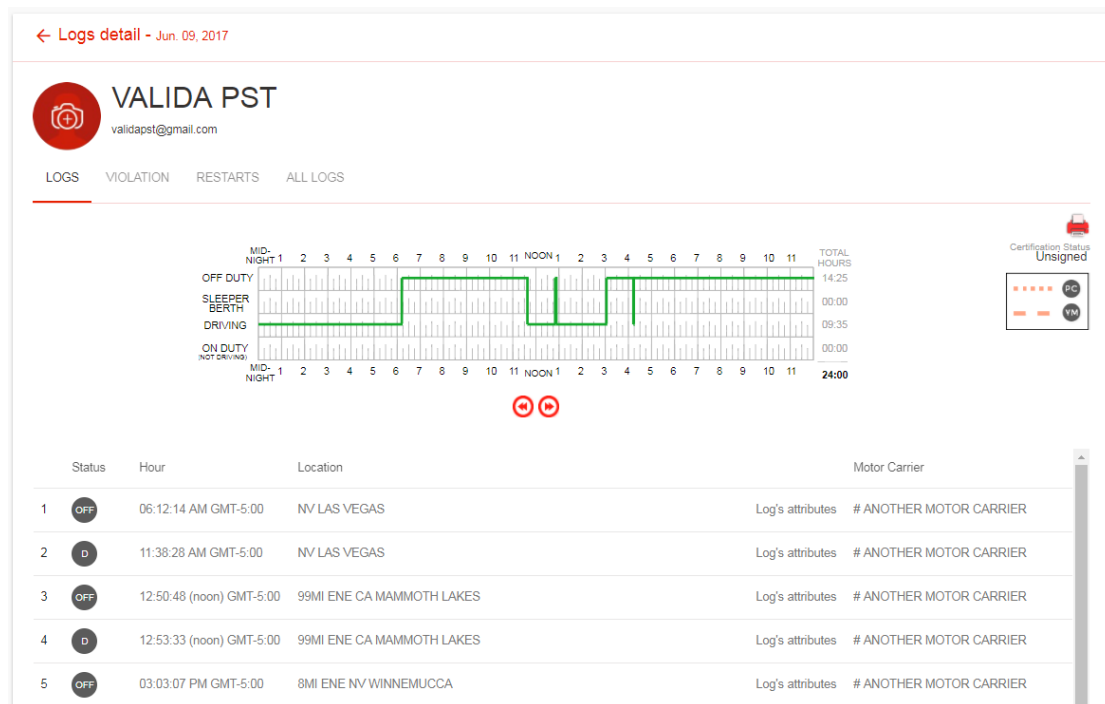 ← Logs detail - Jun. 09, 2017
VALIDA PST
validapst@gmail.com
LOGS VIOLATION RESTARTS ALL LOGS
Certification Status
Unsigned
PC
VM
MID-NIGHT 1 2 3 4 5 6 7 8 9 10 11 NOON 1 2 3 4 5 6 7 8 9 10 11 TOTAL HOURS
OFF DUTY 14:25
SLEEPER BERTH 00:00
DRIVING 09:35
ON DUTY (NOT DRIVING) 00:00
MID-NIGHT 1 2 3 4 5 6 7 8 9 10 11 NOON 1 2 3 4 5 6 7 8 9 10 11 24:00
Status Hour Location Motor Carrier
1 OFF 06:12:14 AM GMT-5:00 NV LAS VEGAS Log's attributes # ANOTHER MOTOR CARRIER
2 D 11:38:28 AM GMT-5:00 NV LAS VEGAS Log's attributes # ANOTHER MOTOR CARRIER
3 OFF 12:50:48 (noon) GMT-5:00 99MI ENE CA MAMMOTH LAKES Log's attributes # ANOTHER MOTOR CARRIER
4 D 12:53:33 (noon) GMT-5:00 99MI ENE CA MAMMOTH LAKES Log's attributes # ANOTHER MOTOR CARRIER
5 OFF 03:03:07 PM GMT-5:00 8MI ENE NV WINNEMUCCA Log's attributes # ANOTHER MOTOR CARRIER